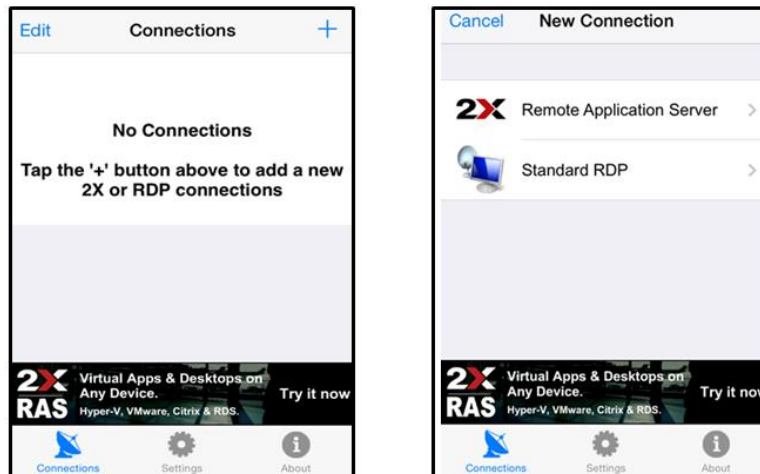 Edit Connections +
No Connections
Tap the '+' button above to add a new
2X or RDP connections
2X
RAS
Virtual Apps & Desktops on
Any Device.
Hyper-V, VMware, Citrix & RDS.
Try it now
Connections Settings About
Cancel New Connection
2X Remote Application Server
Standard RDP
2X
RAS
Virtual Apps & Desktops on
Any Device.
Hyper-V, VMware, Citrix & RDS.
Try it now
Connections Settings About